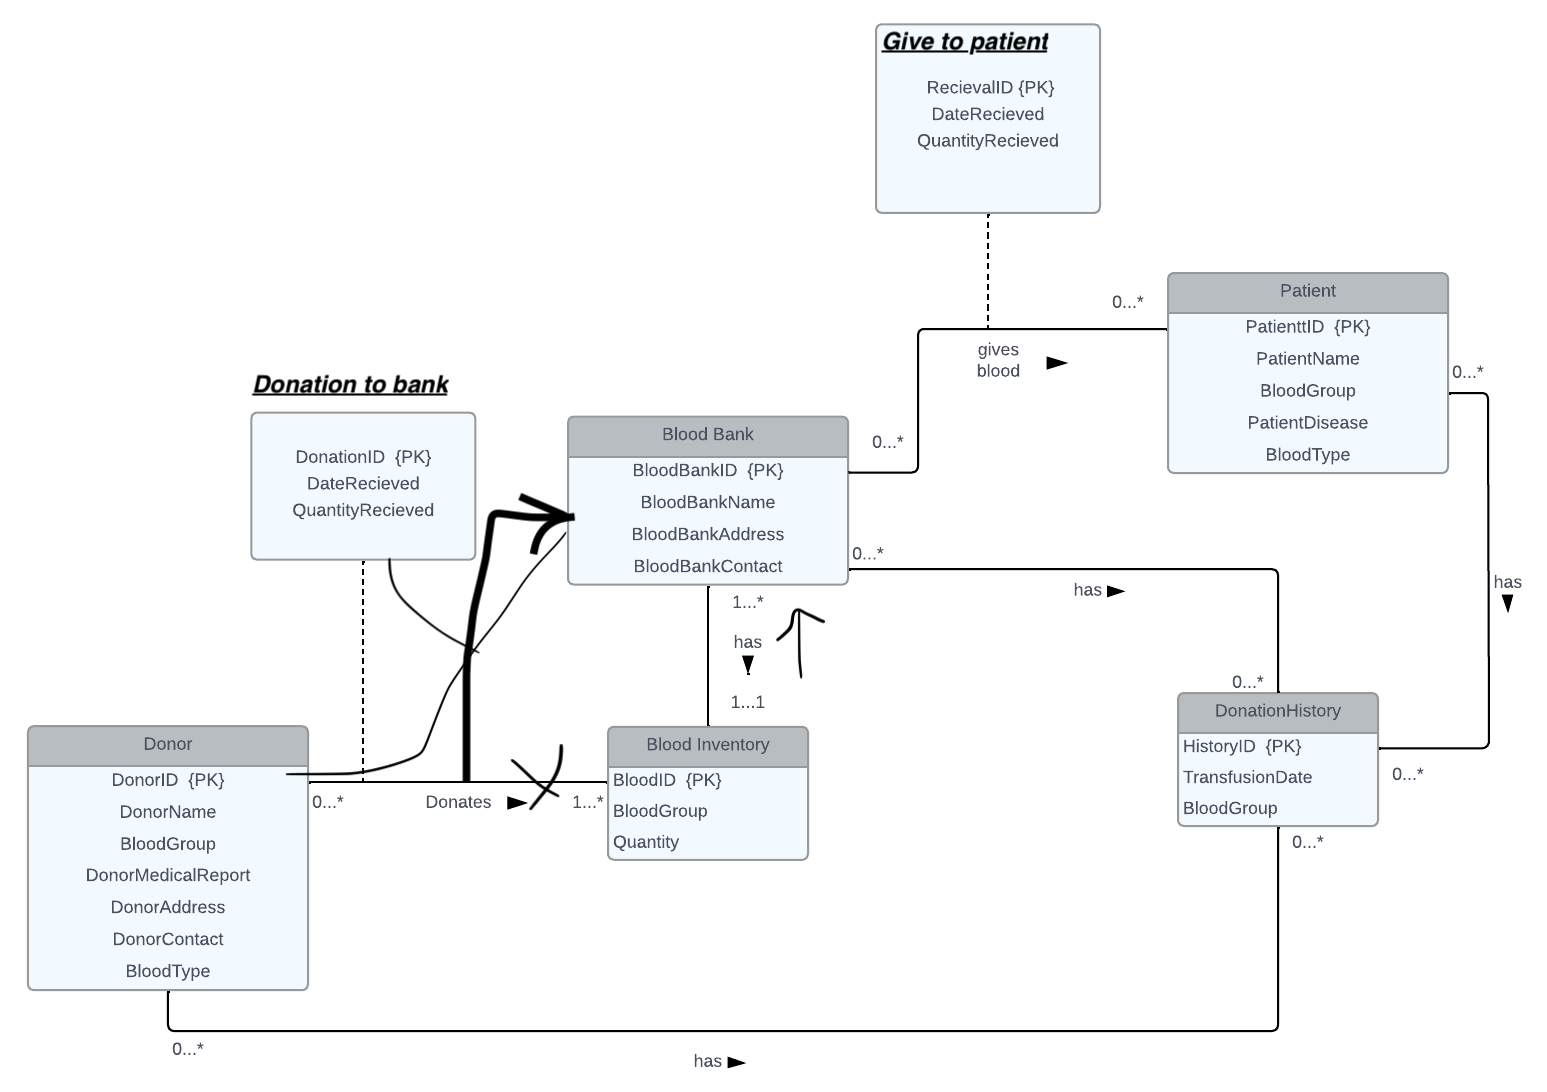 Give to patient
RecievalID {PK}
DateRecieved
QuantityRecieved
Patient
PatienttID {PK}
PatientName
BloodGroup
PatientDisease
BloodType
0...*
0...*
gives
blood
0...*
Donation to bank
DonationID {PK}
DateRecieved
QuantityRecieved
Blood Bank
BloodBankID {PK}
BloodBankName
BloodBankAddress
BloodBankContact
0...*
has
has
1...*
has
1...1
0...*
Donor
DonorID {PK}
DonorName
BloodGroup
DonorMedicalReport
DonorAddress
DonorContact
BloodType
0...*
Donates
1...*
Blood Inventory
BloodID {PK}
BloodGroup
Quantity
DonationHistory
HistoryID {PK}
TransfusionDate
BloodGroup
0...*
0...*
0...*
has